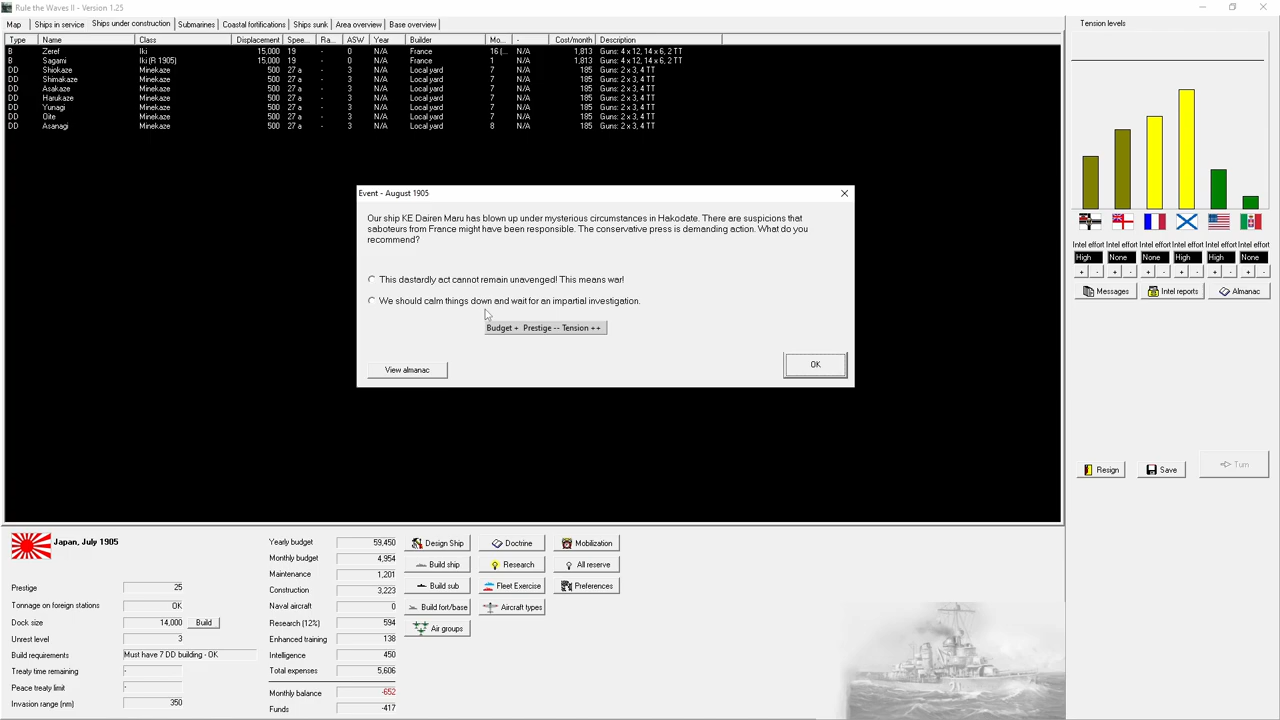 Rule the Waves II - Version 1.25
Map Ships in service Ships under construction Submarines Coastal fortifications Ships sunk Area overview Base overview
Type Name Class Displacement Spee.. Ra.. ASW Year Builder Mo... - Cost/month Description
B Zeref Iki 15,000 19 - 0 N/A France 16 (... N/A 1,813 Guns: 4 x 12, 14 x 6, 2 TT
B Sagami Iki (R 1905) 15,000 19 - 0 N/A France 1 N/A 1,813 Guns: 4 x 12, 14 x 6, 2 TT
DD Shiokaze Minekaze 500 27 a - 3 N/A Local yard 7 N/A 185 Guns: 2 x 3, 4 TT
DD Shimakaze Minekaze 500 27 a - 3 N/A Local yard 7 N/A 185 Guns: 2 x 3, 4 TT
DD Asakaze Minekaze 500 27 a - 3 N/A Local yard 7 N/A 185 Guns: 2 x 3, 4 TT
DD Harukaze Minekaze 500 27 a - 3 N/A Local yard 7 N/A 185 Guns: 2 x 3, 4 TT
DD Yunagi Minekaze 500 27 a - 3 N/A Local yard 7 N/A 185 Guns: 2 x 3, 4 TT
DD Oite Minekaze 500 27 a - 3 N/A Local yard 7 N/A 185 Guns: 2 x 3, 4 TT
DD Asanagi Minekaze 500 27 a - 3 N/A Local yard 8 N/A 185 Guns: 2 x 3, 4 TT
Event - August 1905
Our ship KE Dairen Maru has blown up under mysterious circumstances in Hakodate. There are suspicions that
saboteurs from France might have been responsible. The conservative press is demanding action. What do you
recommend?
This dastardly act cannot remain unavenged! This means war!
We should calm things down and wait for an impartial investigation.
Budget + Prestige -- Tension ++
View almanac
OK
Tension levels
Intel effort Intel effort Intel effort Intel effort Intel effort Intel effort
High None None High High None
+ - + - + - + - + - + -
Messages Intel reports Almanac
Resign Save Turn
Japan, July 1905
Prestige 25
Tonnage on foreign stations OK
Dock size 14,000 Build
Unrest level 3
Build requirements Must have 7 DD building - OK
Treaty time remaining -
Peace treaty limit -
Invasion range (nm) 350
Yearly budget 59,450
Monthly budget 4,954
Maintenance 1,201
Construction 3,223
Naval aircraft 0
Research (12%) 594
Enhanced training 138
Intelligence 450
Total expenses 5,606
Monthly balance -652
Funds -417
Design Ship Doctrine Mobilization
Build ship Research All reserve
Build sub Fleet Exercise Preferences
Build fort/base Aircraft types
Air groups